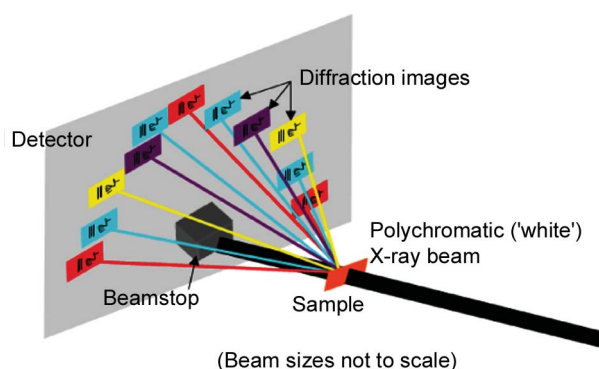 Diffraction images
Detector
Polychromatic ('white')
X-ray beam
Beamstop
Sample
(Beam sizes not to scale)